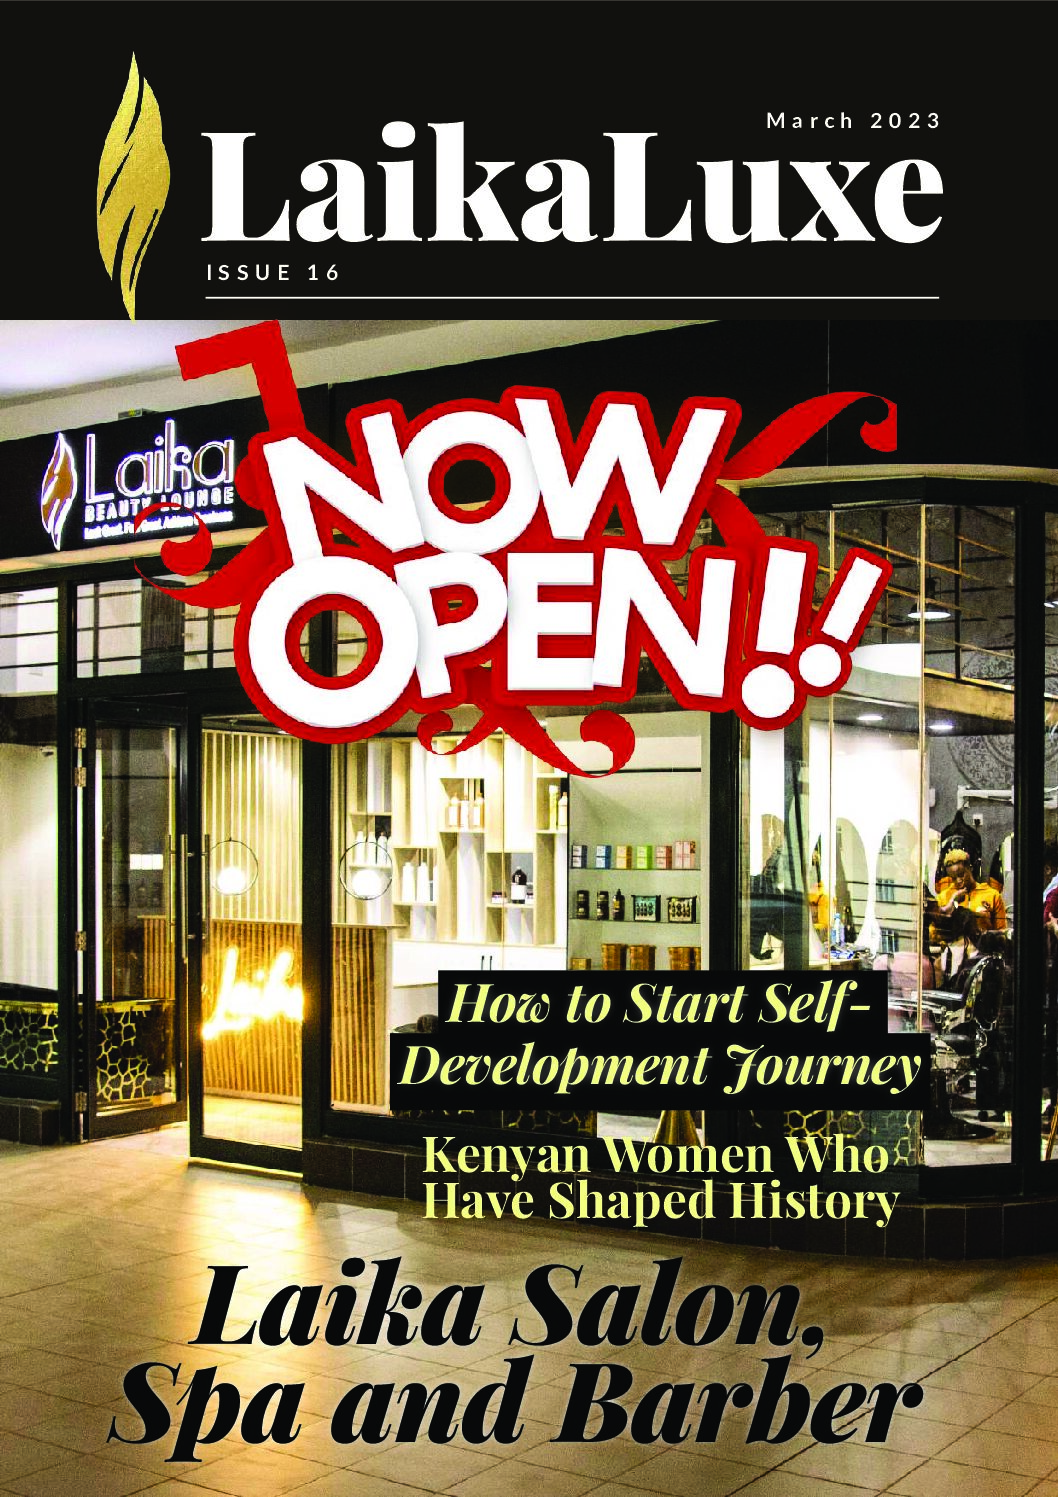 March 2023
LaikaLuxe
ISSUE 16
NOW
OPEN!!
Laika
BEAUTY LOUNGE
Laika
How to Start Self-
Development Journey
Kenyan Women Who
Have Shaped History
Laika Salon,
Spa and Barber